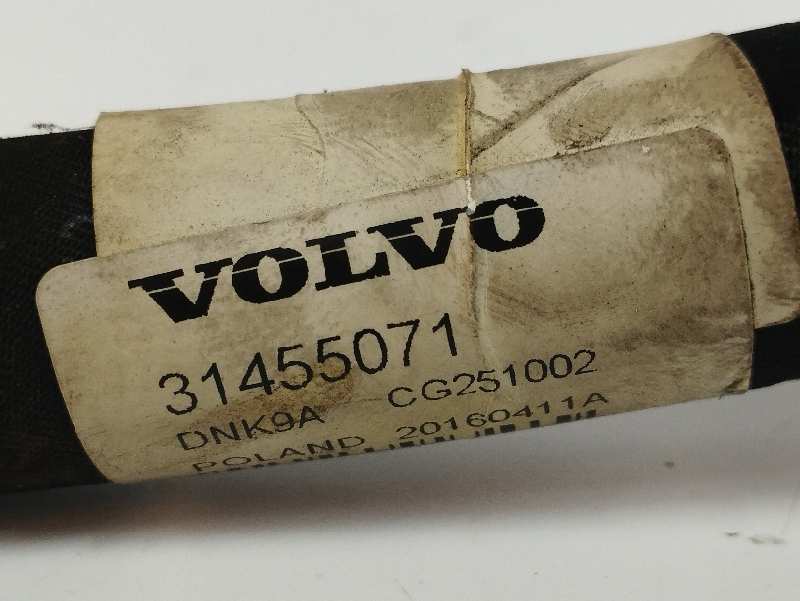 VOLVO
31455071
DNK9A CG251002
POLAND 20160411A